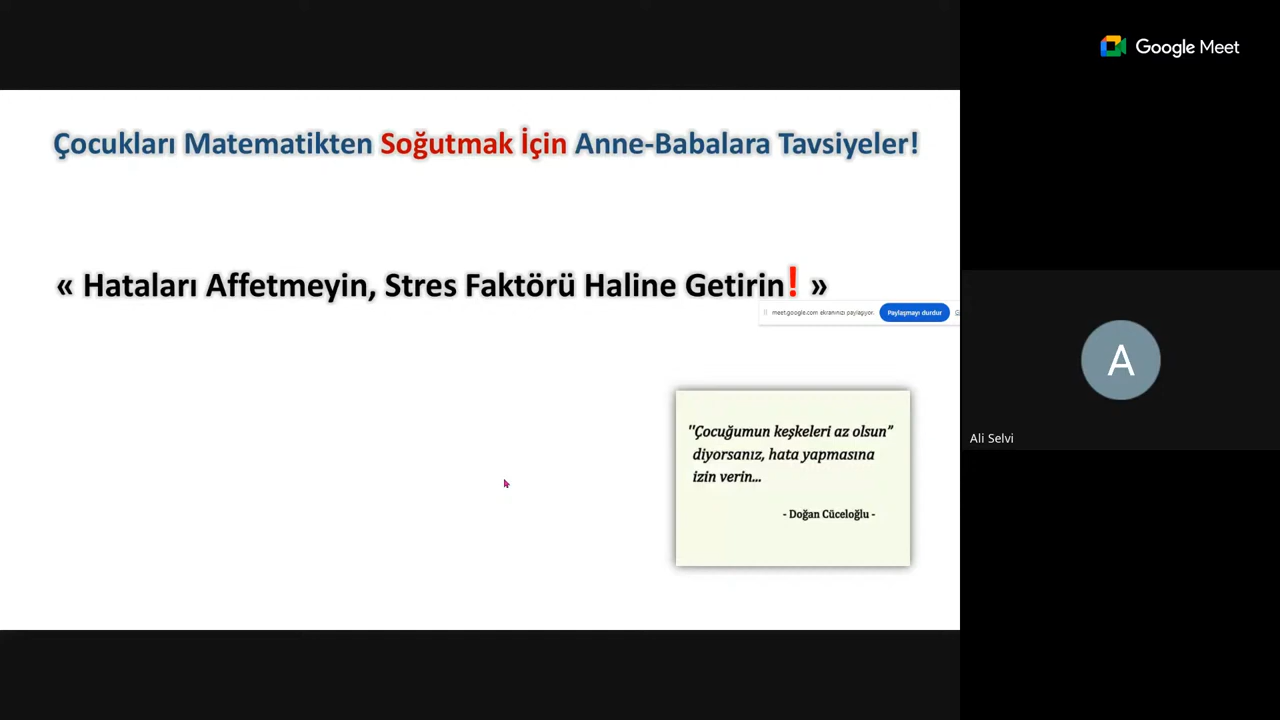 Google Meet
Çocukları Matematikten Soğutmak İçin Anne-Babalara Tavsiyeler!
« Hataları Affetmeyin, Stres Faktörü Haline Getirin! »
meet.google.com ekranınızı paylaşıyor. Paylaşmayı durdur
"Çocuğumun keşkeleri az olsun”
diyorsanız, hata yapmasına
izin verin...
- Doğan Cüceloğlu -
A
Ali Selvi